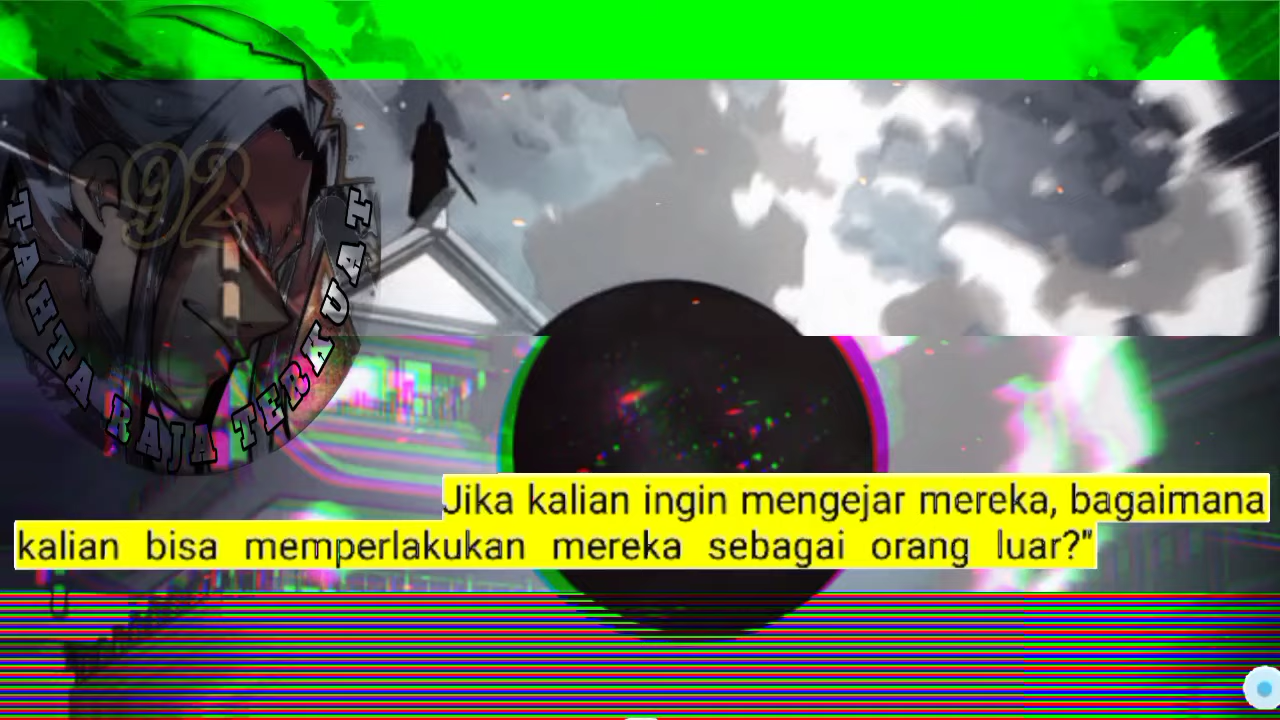 92
TAHTA RAJA TERKUAT
Jika kalian ingin mengejar mereka, bagaimana
kalian bisa memperlakukan mereka sebagai orang luar?"